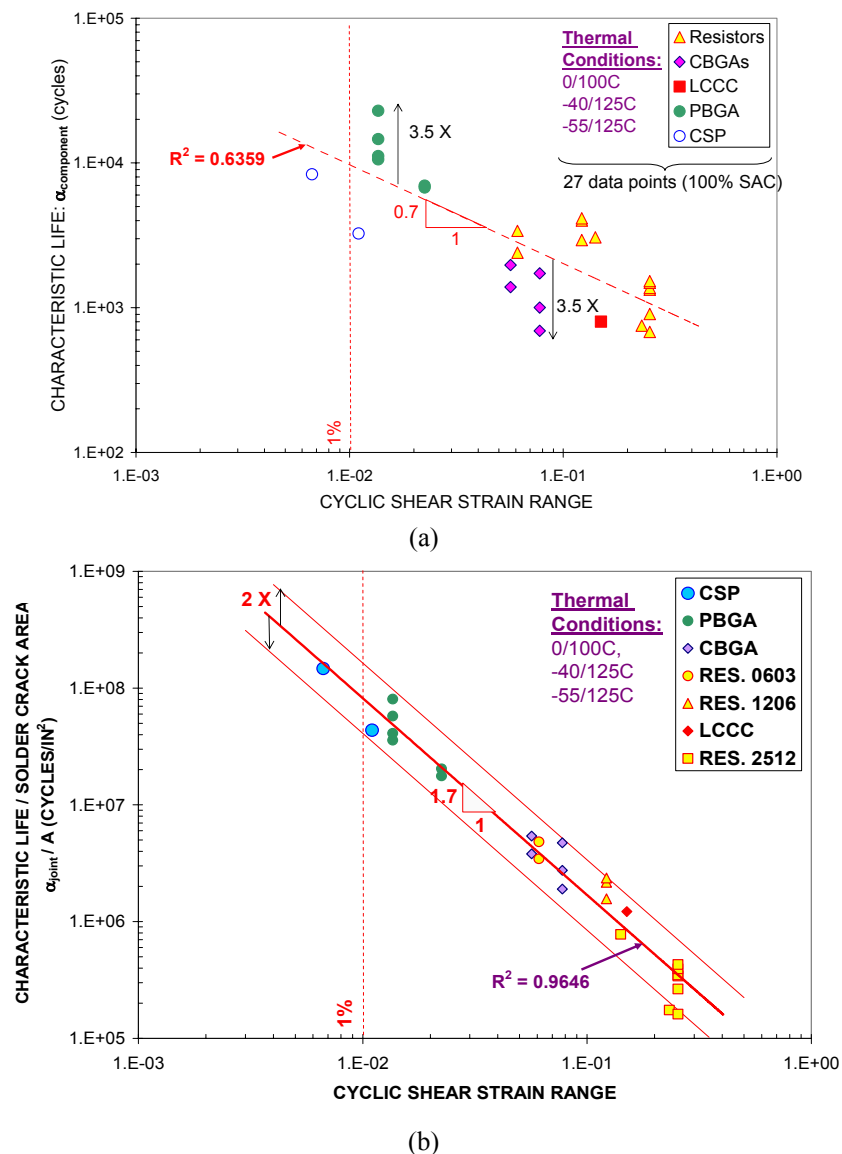 1.E+05
1.E+04
1.E+03
1.E+02
CHARACTERISTIC LIFE: αcomponent (cycles)
Thermal
Conditions:
0/100C
-40/125C
-55/125C
Resistors
CBGAs
LCCC
PBGA
CSP
27 data points (100% SAC)
3.5 X
R² = 0.6359
0.7
1
3.5 X
1%
1.E-03
1.E-02
1.E-01
1.E+00
CYCLIC SHEAR STRAIN RANGE
(a)
1.E+09
1.E+08
1.E+07
1.E+06
1.E+05
CHARACTERISTIC LIFE / SOLDER CRACK AREA
αjoint / A (CYCLES/IN²)
2 X
Thermal
Conditions:
0/100C,
-40/125C
-55/125C
CSP
PBGA
CBGA
RES. 0603
RES. 1206
LCCC
RES. 2512
1.7
1
R² = 0.9646
1%
1.E-03
1.E-02
1.E-01
1.E+00
CYCLIC SHEAR STRAIN RANGE
(b)